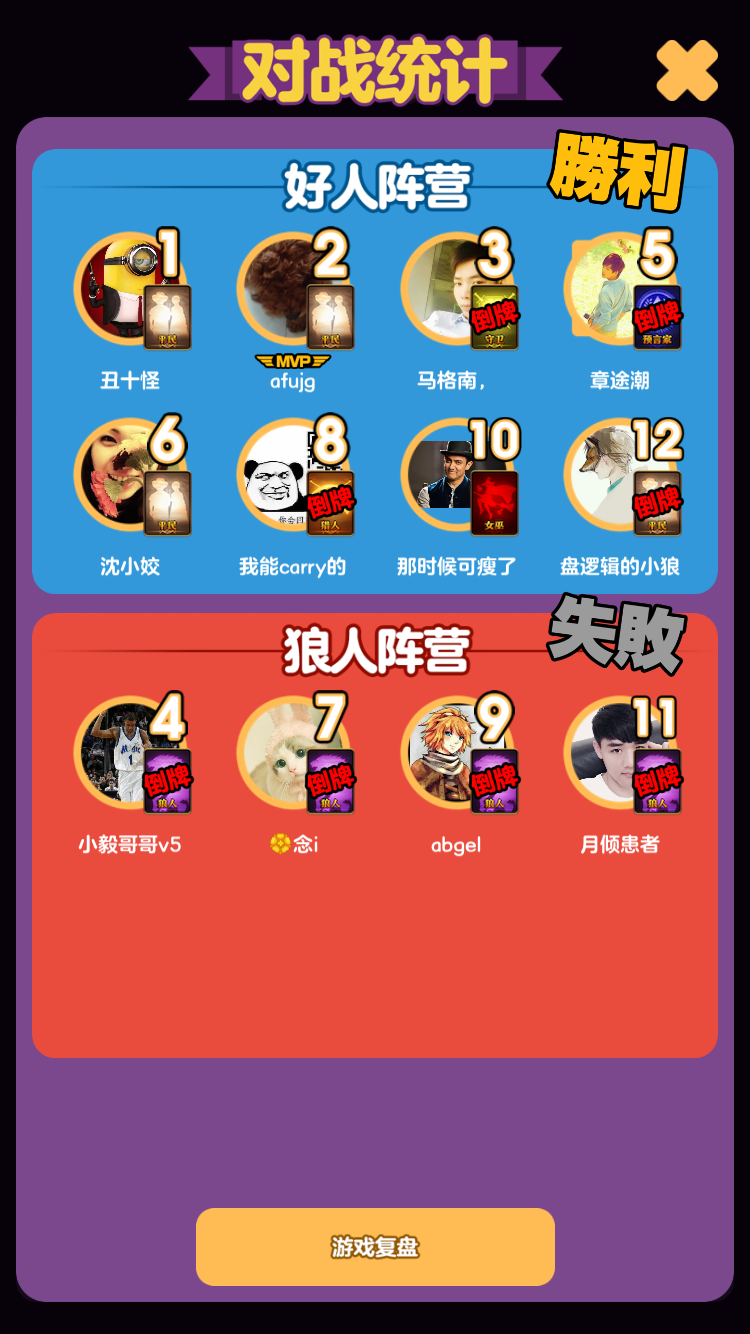 对战统计
好人阵营
勝利
1 2 3 5
平民 平民 倒牌 守卫 倒牌 预言家
MVP
丑十怪 afujg 马格南, 章途潮
6 8 10 12
平民 倒牌 猎人 女巫 倒牌 平民
沈小姣 我能carry的 那时候可瘦了 盘逻辑的小狼
狼人阵营
失敗
4 7 9 11
倒牌 狼人 倒牌 狼人 倒牌 狼人 倒牌 狼人
小毅哥哥v5 念i abgel 月倾患者
游戏复盘